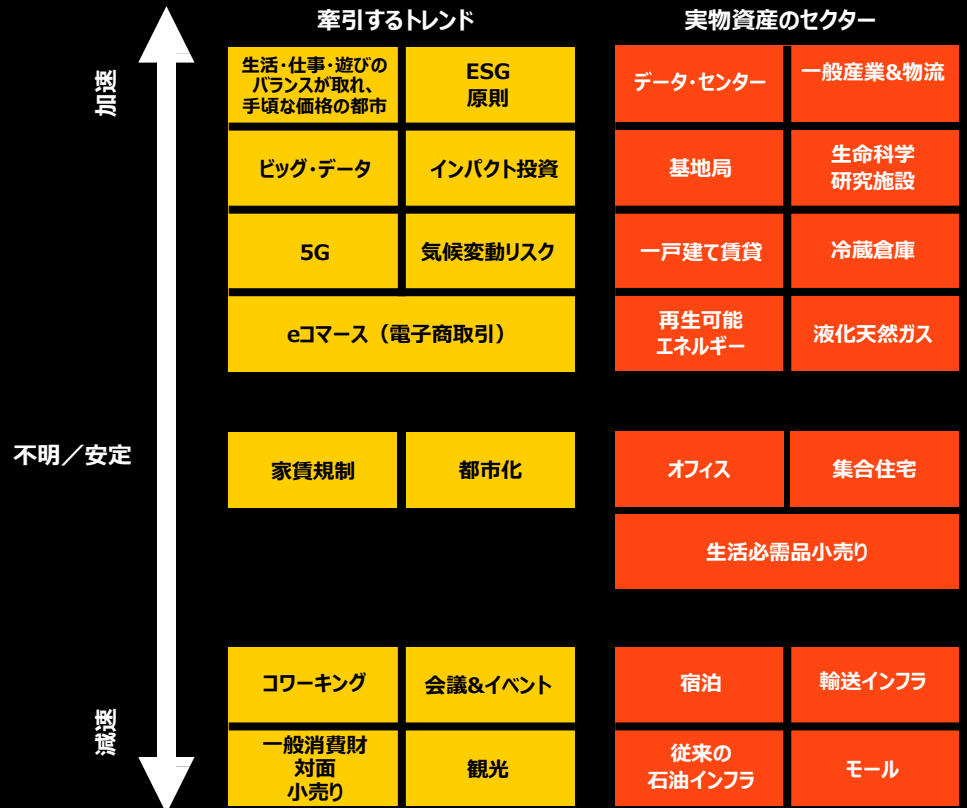 牽引するトレンド
実物資産のセクター
加速
生活・仕事・遊びの
バランスが取れ、
手頃な価格の都市
ESG
原則
データ・センター
一般産業&物流
ビッグ・データ
インパクト投資
基地局
生命科学
研究施設
5G
気候変動リスク
一戸建て賃貸
冷蔵倉庫
eコマース（電子商取引）
再生可能
エネルギー
液化天然ガス
不明／安定
家賃規制
都市化
オフィス
集合住宅
生活必需品小売り
減速
コワーキング
会議&イベント
宿泊
輸送インフラ
一般消費財
対面
小売り
観光
従来の
石油インフラ
モール